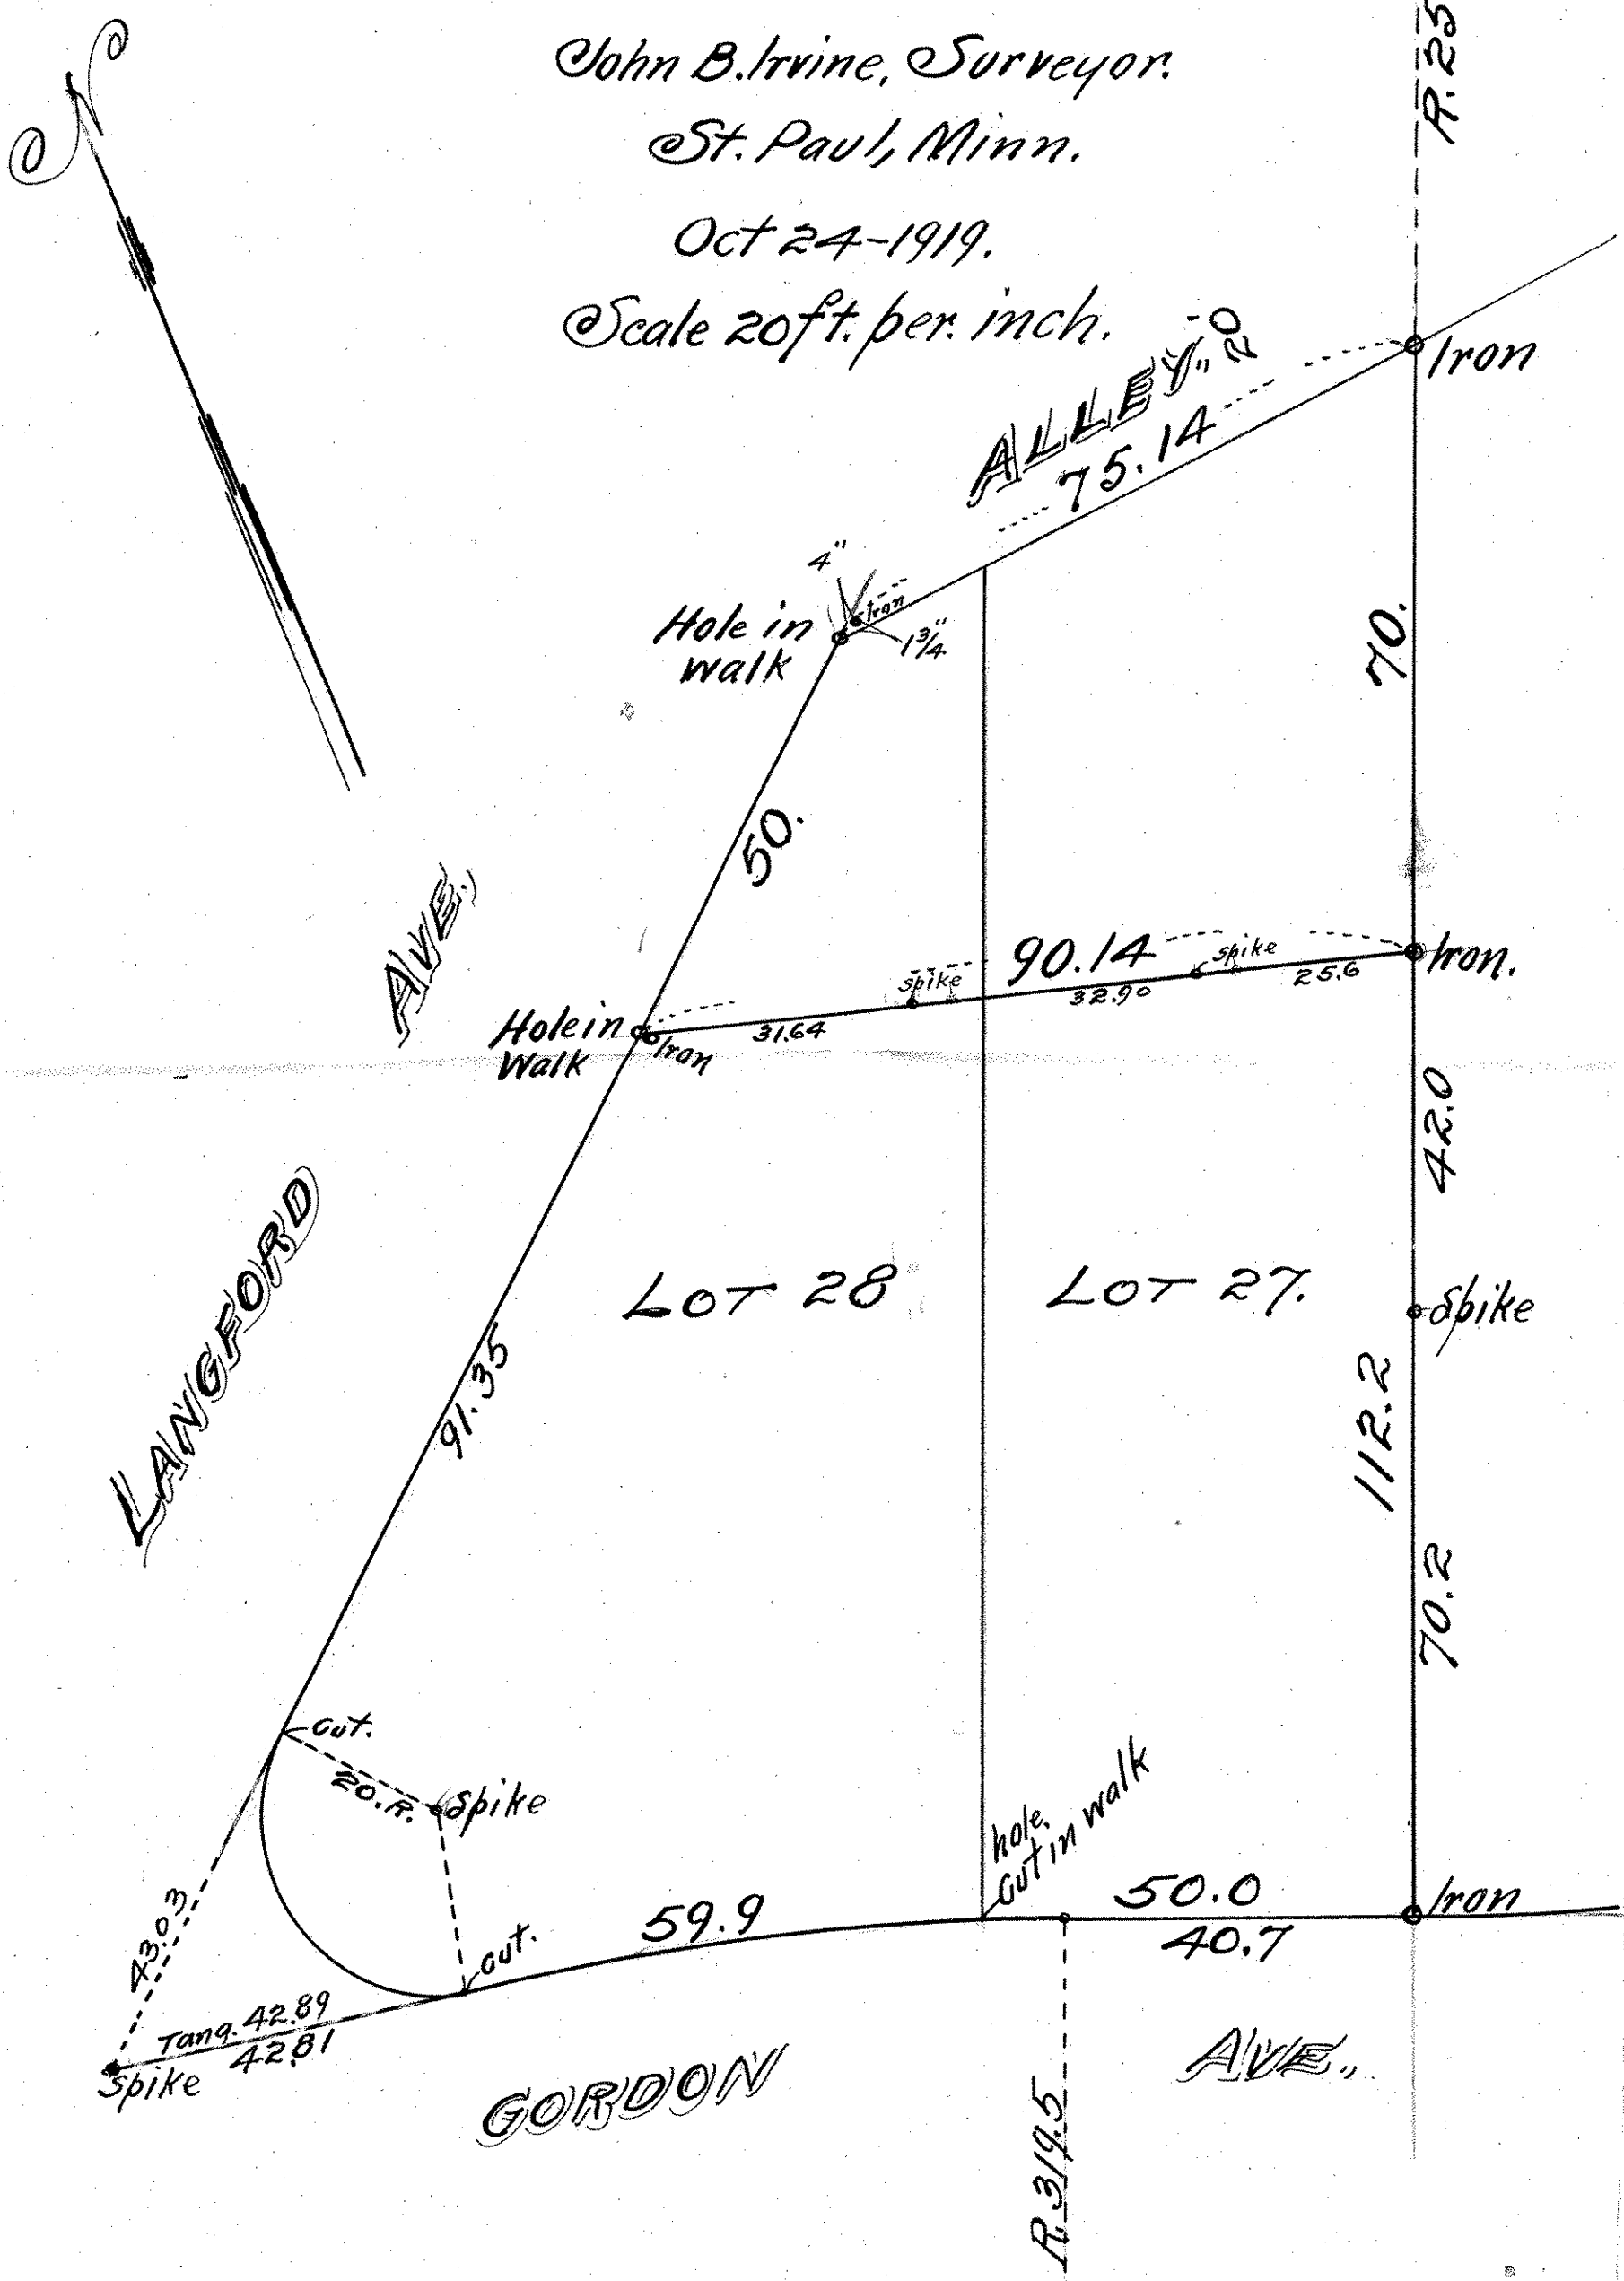 N
John B. Irvine, Surveyor.
St. Paul, Minn.
Oct 24-1919.
Scale 20 ft. per. inch.
R. 25
ALLEY." 20
75.14
Iron
4"
Iron
1¾"
Hole in
walk
70.
50.
AVE.
90.14
spike
spike
31.64
32.90
25.6
Iron.
Hole in
Walk
Iron
42.0
LANGFORD
LOT 28
LOT 27.
Spike
91.35
112.2
70.2
cut.
20. R.
Spike
hole.
Cut in walk
50.0
40.7
Iron
59.9
cut.
43.03
Tang. 42.89
42.81
Spike
GORDON
AVE.,
R. 319.5